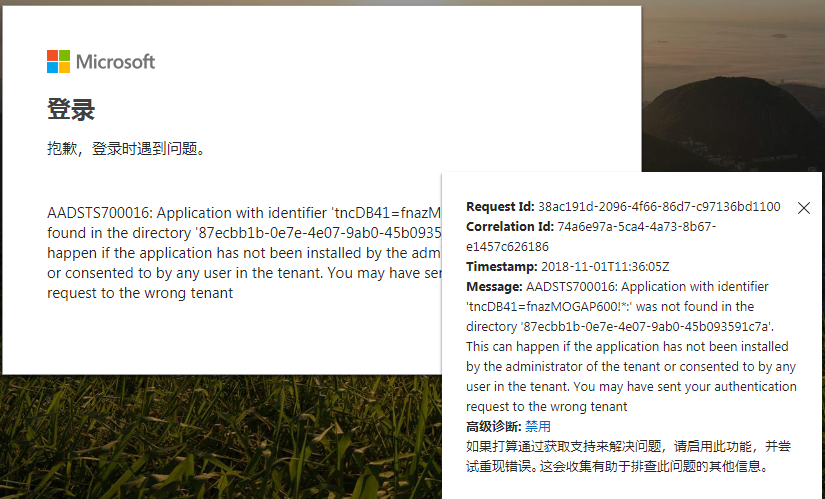 Microsoft
登录
抱歉，登录时遇到问题。
AADSTS700016: Application with identifier 'tncDB41=fnazM
found in the directory '87ecbb1b-0e7e-4e07-9ab0-45b0935
happen if the application has not been installed by the adm
or consented to by any user in the tenant. You may have sen
request to the wrong tenant
Request Id: 38ac191d-2096-4f66-86d7-c97136bd1100
Correlation Id: 74a6e97a-5ca4-4a73-8b67-
e1457c626186
Timestamp: 2018-11-01T11:36:05Z
Message: AADSTS700016: Application with identifier
'tncDB41=fnazMOGAP600!*:' was not found in the
directory '87ecbb1b-0e7e-4e07-9ab0-45b093591c7a'.
This can happen if the application has not been installed
by the administrator of the tenant or consented to by any
user in the tenant. You may have sent your authentication
request to the wrong tenant
高级诊断: 禁用
如果打算通过获取支持来解决问题，请启用此功能，并尝
试重现错误。这会收集有助于排查此问题的其他信息。